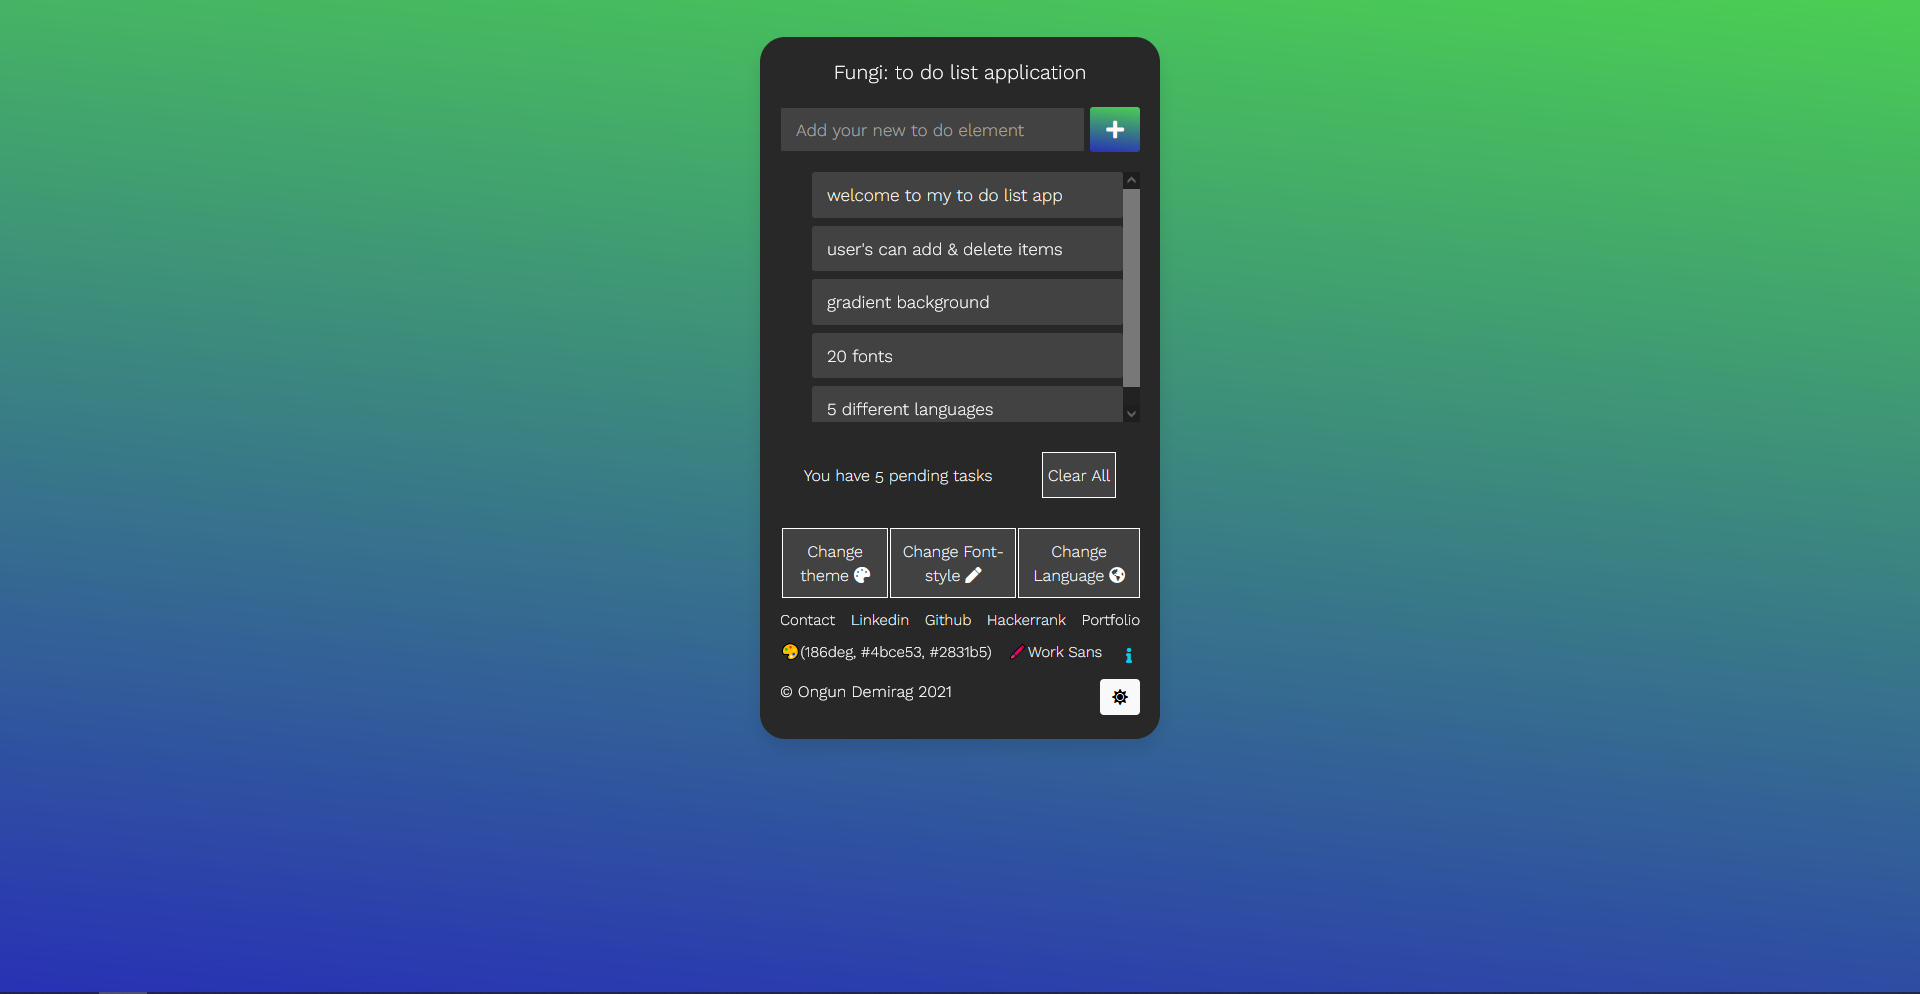 Fungi: to do list application
Add your new to do element
welcome to my to do list app
user's can add & delete items
gradient background
20 fonts
5 different languages
You have 5 pending tasks
Clear All
Change
theme
Change Font-
style
Change
Language
Contact Linkedin Github Hackerrank Portfolio
(186deg, #4bce53, #2831b5) Work Sans
© Ongun Demirag 2021